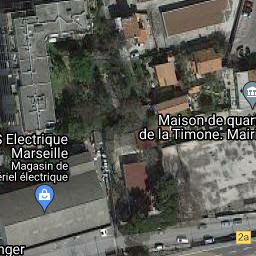 Maison de quar
de la Timone. Mair
S Electrique
Marseille
Magasin de
ériel électrique
2a
nger